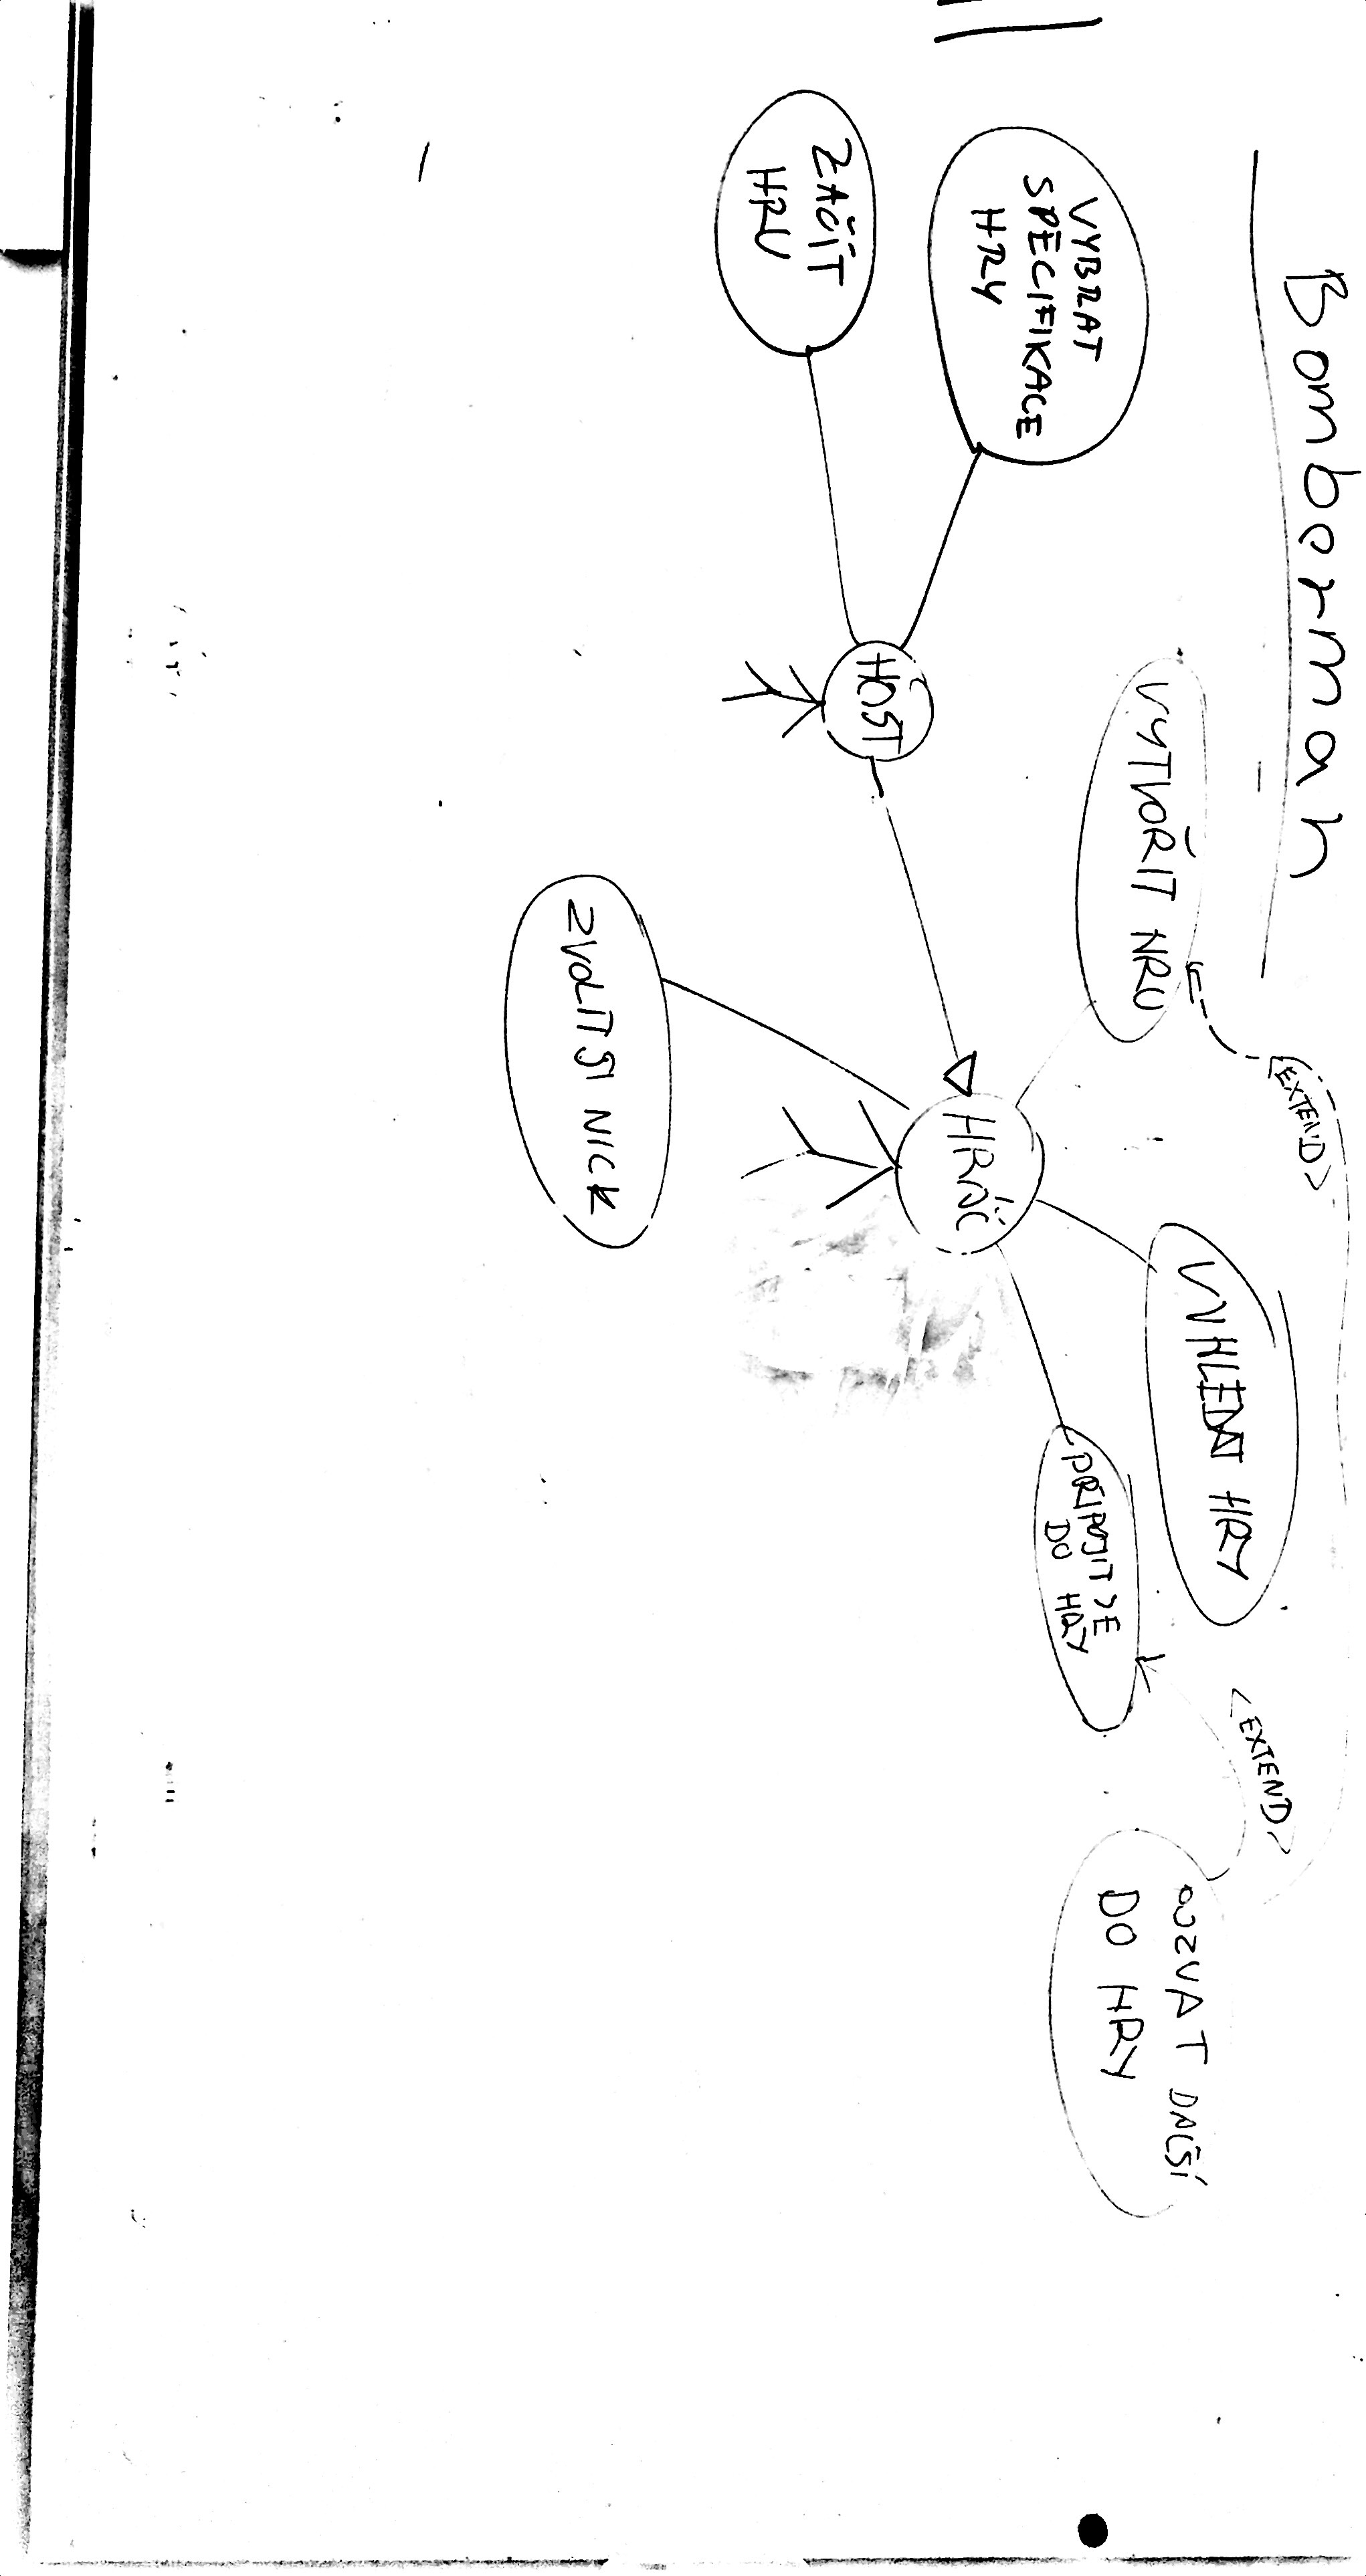 Bomberman
VYBRAT
SPECIFIKACE
HRY
ZAČÍT
HRU
HOST
VYTVOŘIT HRU
<EXTEND>
HRÁČ
ZVOLIT SI NICK
VYHLEDAT HRY
PŘIPOJIT SE
DO HRY
<EXTEND>
POZVAT DALŠÍ
DO HRY